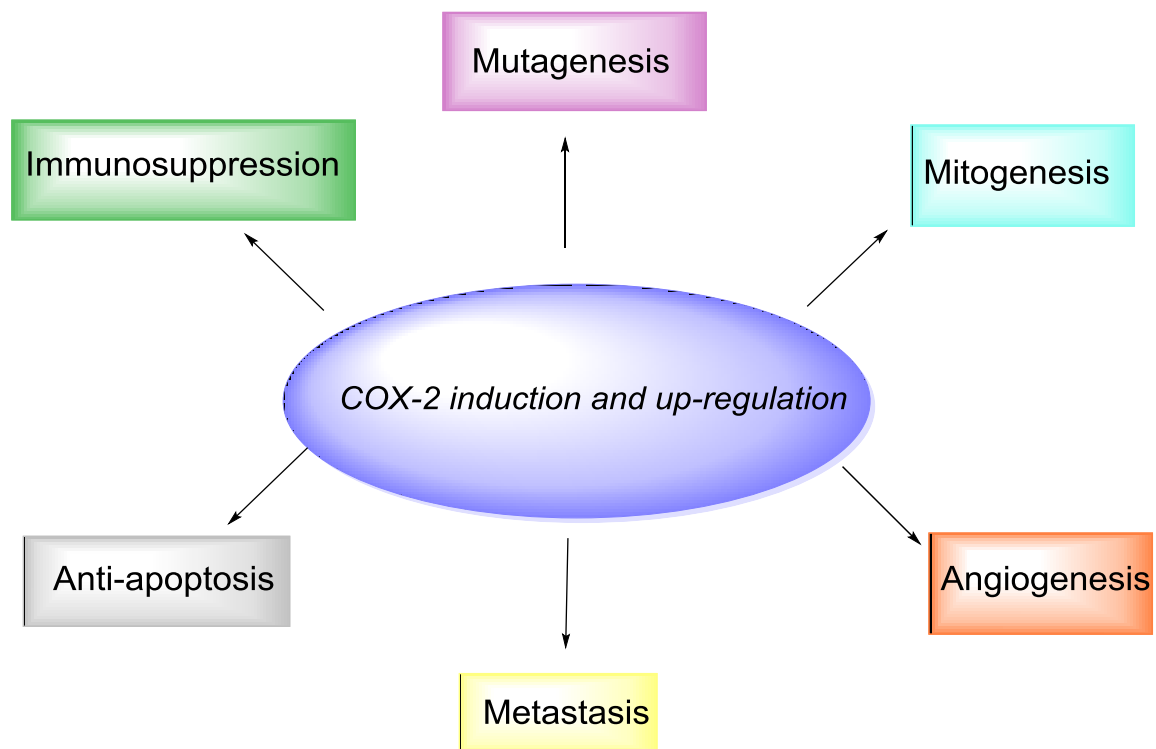 Mutagenesis
Immunosuppression
Mitogenesis
COX-2 induction and up-regulation
Anti-apoptosis
Angiogenesis
Metastasis